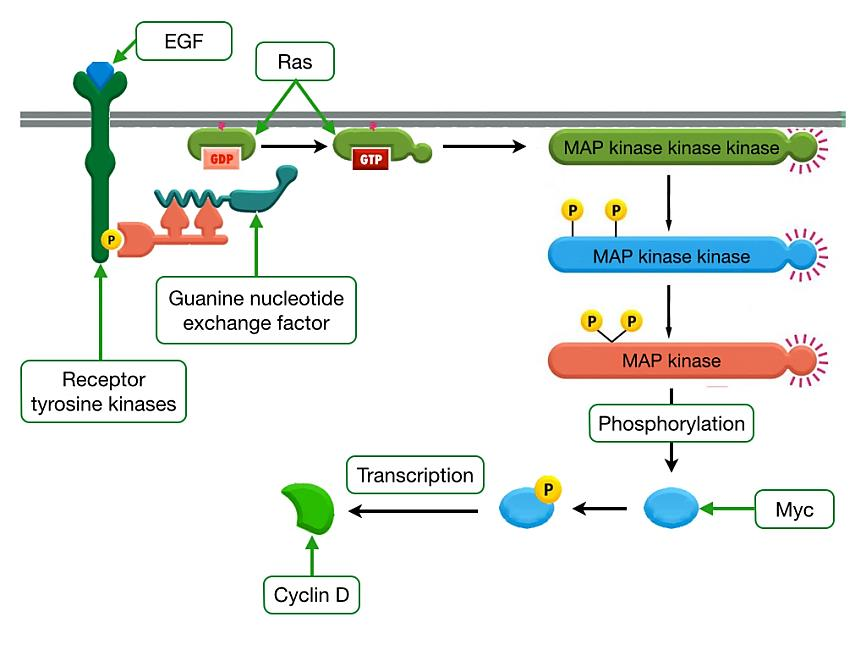 EGF
Ras
GDP
GTP
MAP kinase kinase kinase
P
P
MAP kinase kinase
P
Guanine nucleotide
exchange factor
P
P
MAP kinase
Receptor
tyrosine kinases
Phosphorylation
Transcription
P
Myc
Cyclin D